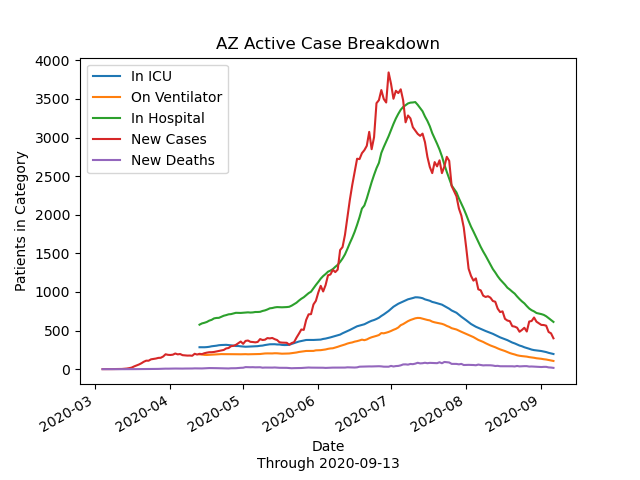 AZ Active Case Breakdown
4000
3500
3000
2500
2000
1500
1000
500
0
Patients in Category
In ICU
On Ventilator
In Hospital
New Cases
New Deaths
2020-03
2020-04
2020-05
2020-06
2020-07
2020-08
2020-09
Date
Through 2020-09-13